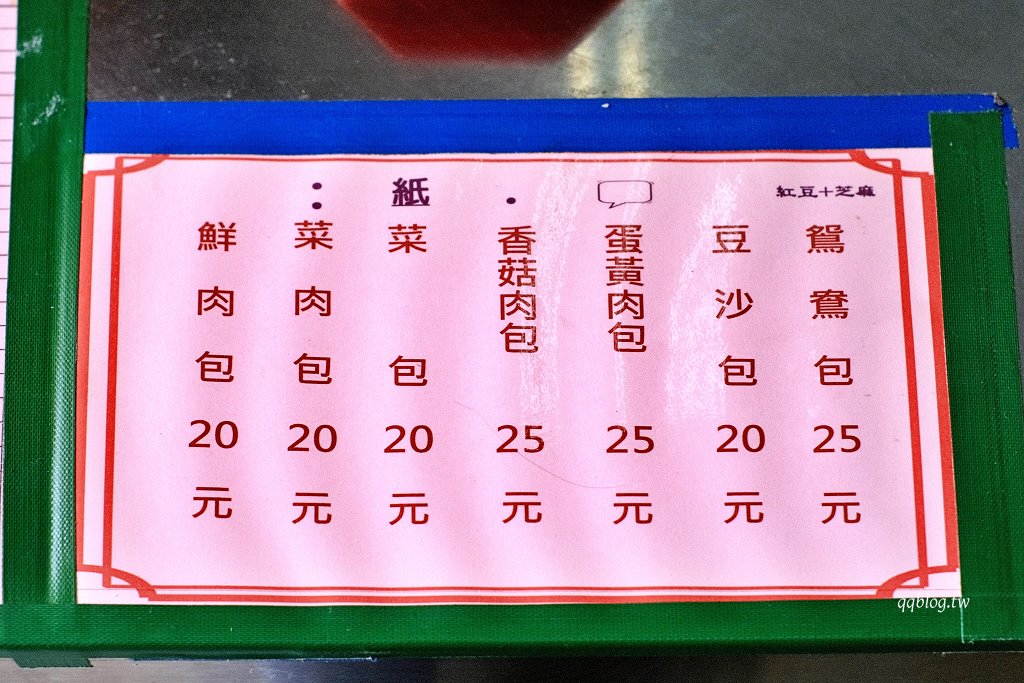 ： 紙 ． 紅豆+芝麻
鮮肉包20元
菜肉包20元
菜包20元
香菇肉包25元
蛋黃肉包25元
豆沙包20元
鴛鴦包25元
qqblog.tw